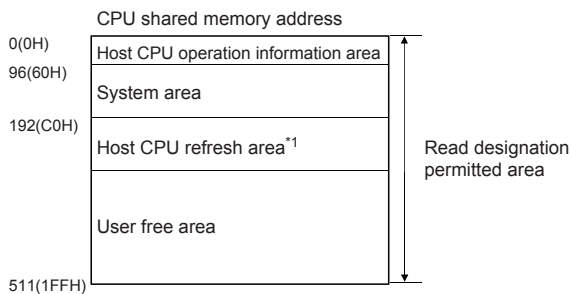 CPU shared memory address
0(0H)
Host CPU operation information area
96(60H)
System area
192(C0H)
Host CPU refresh area*1
Read designation
permitted area
User free area
511(1FFH)